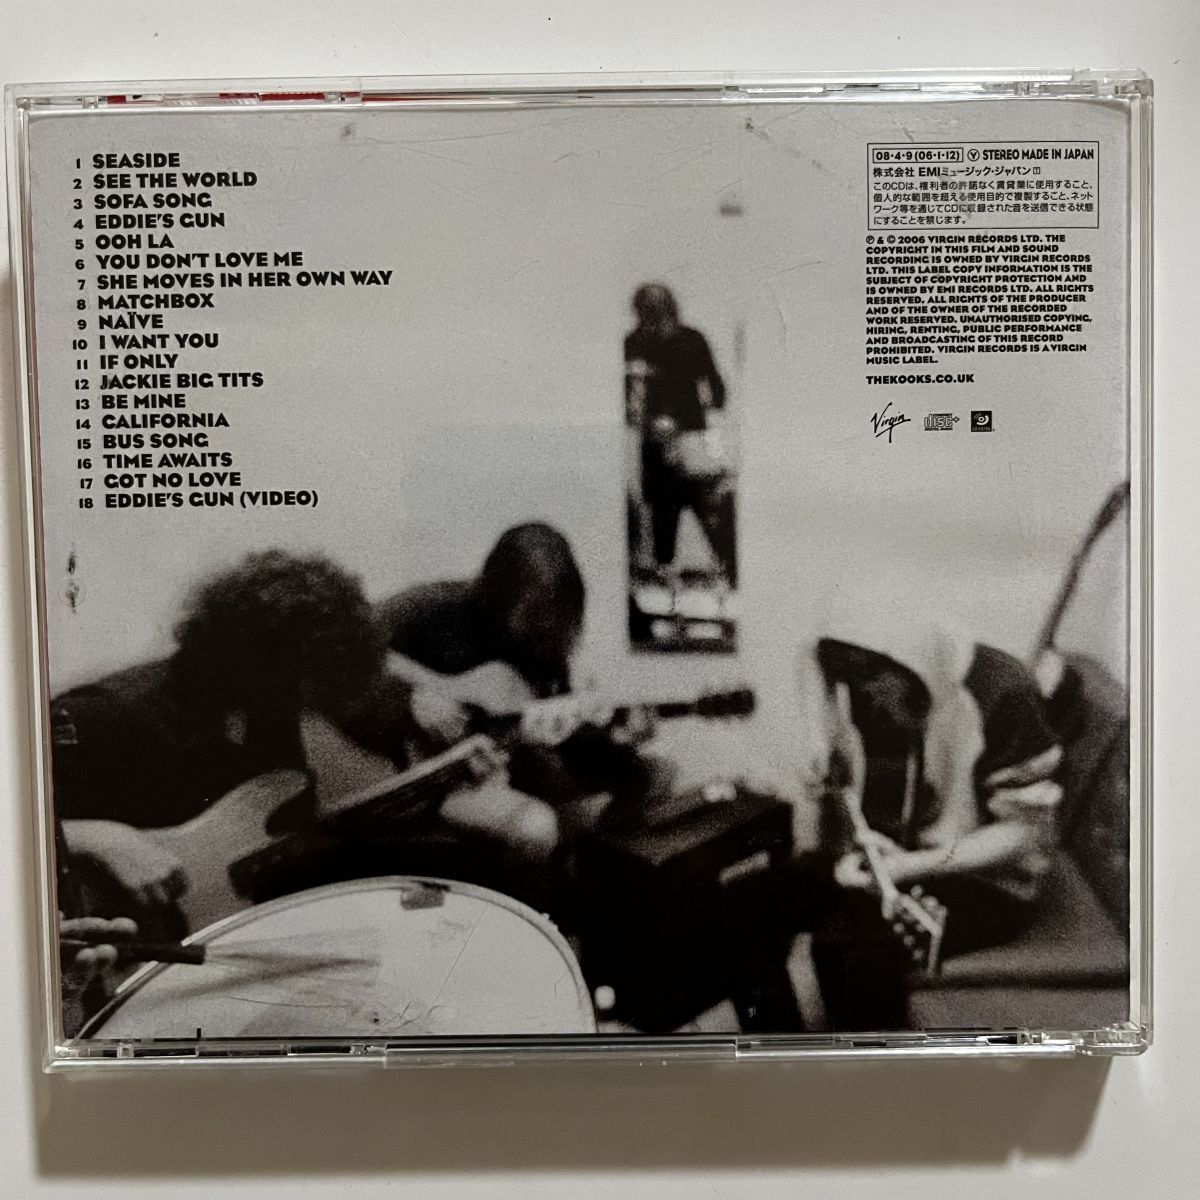 1 SEASIDE
2 SEE THE WORLD
3 SOFA SONG
4 EDDIE'S GUN
5 OOH LA
6 YOU DON'T LOVE ME
7 SHE MOVES IN HER OWN WAY
8 MATCHBOX
9 NAÏVE
10 I WANT YOU
11 IF ONLY
12 JACKIE BIG TITS
13 BE MINE
14 CALIFORNIA
15 BUS SONG
16 TIME AWAITS
17 GOT NO LOVE
18 EDDIE'S GUN (VIDEO)
08・4・9 (06・1・12) Ⓨ STEREO MADE IN JAPAN
株式会社 EMIミュージック・ジャパン
このCDは、権利者の許諾なく賃貸業に使用すること、
個人的な範囲を超える使用目的で複製すること、ネット
ワーク等を通じてCDに収録された音を送信できる状態
にすることを禁じます。
℗ & © 2006 VIRGIN RECORDS LTD. THE
COPYRIGHT IN THIS FILM AND SOUND
RECORDING IS OWNED BY VIRGIN RECORDS
LTD. THIS LABEL COPY INFORMATION IS THE
SUBJECT OF COPYRIGHT PROTECTION AND
IS OWNED BY EMI RECORDS LTD. ALL RIGHTS
RESERVED. ALL RIGHTS OF THE PRODUCER
AND OF THE OWNER OF THE RECORDED
WORK RESERVED. UNAUTHORISED COPYING,
HIRING, RENTING, PUBLIC PERFORMANCE
AND BROADCASTING OF THIS RECORD
PROHIBITED. VIRGIN RECORDS IS A VIRGIN
MUSIC LABEL.
THEKOOKS.CO.UK
Virgin disc+